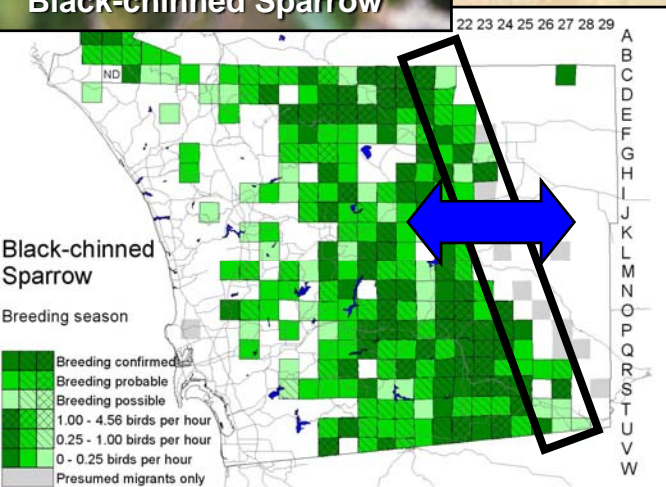 Black-chinned Sparrow
22 23 24 25 26 27 28 29
A
B
C
D
E
F
G
H
I
J
K
L
M
N
O
P
Q
R
S
T
U
V
W
ND
Black-chinned
Sparrow
Breeding season
Breeding confirmed
Breeding probable
Breeding possible
1.00 - 4.56 birds per hour
0.25 - 1.00 birds per hour
0 - 0.25 birds per hour
Presumed migrants only